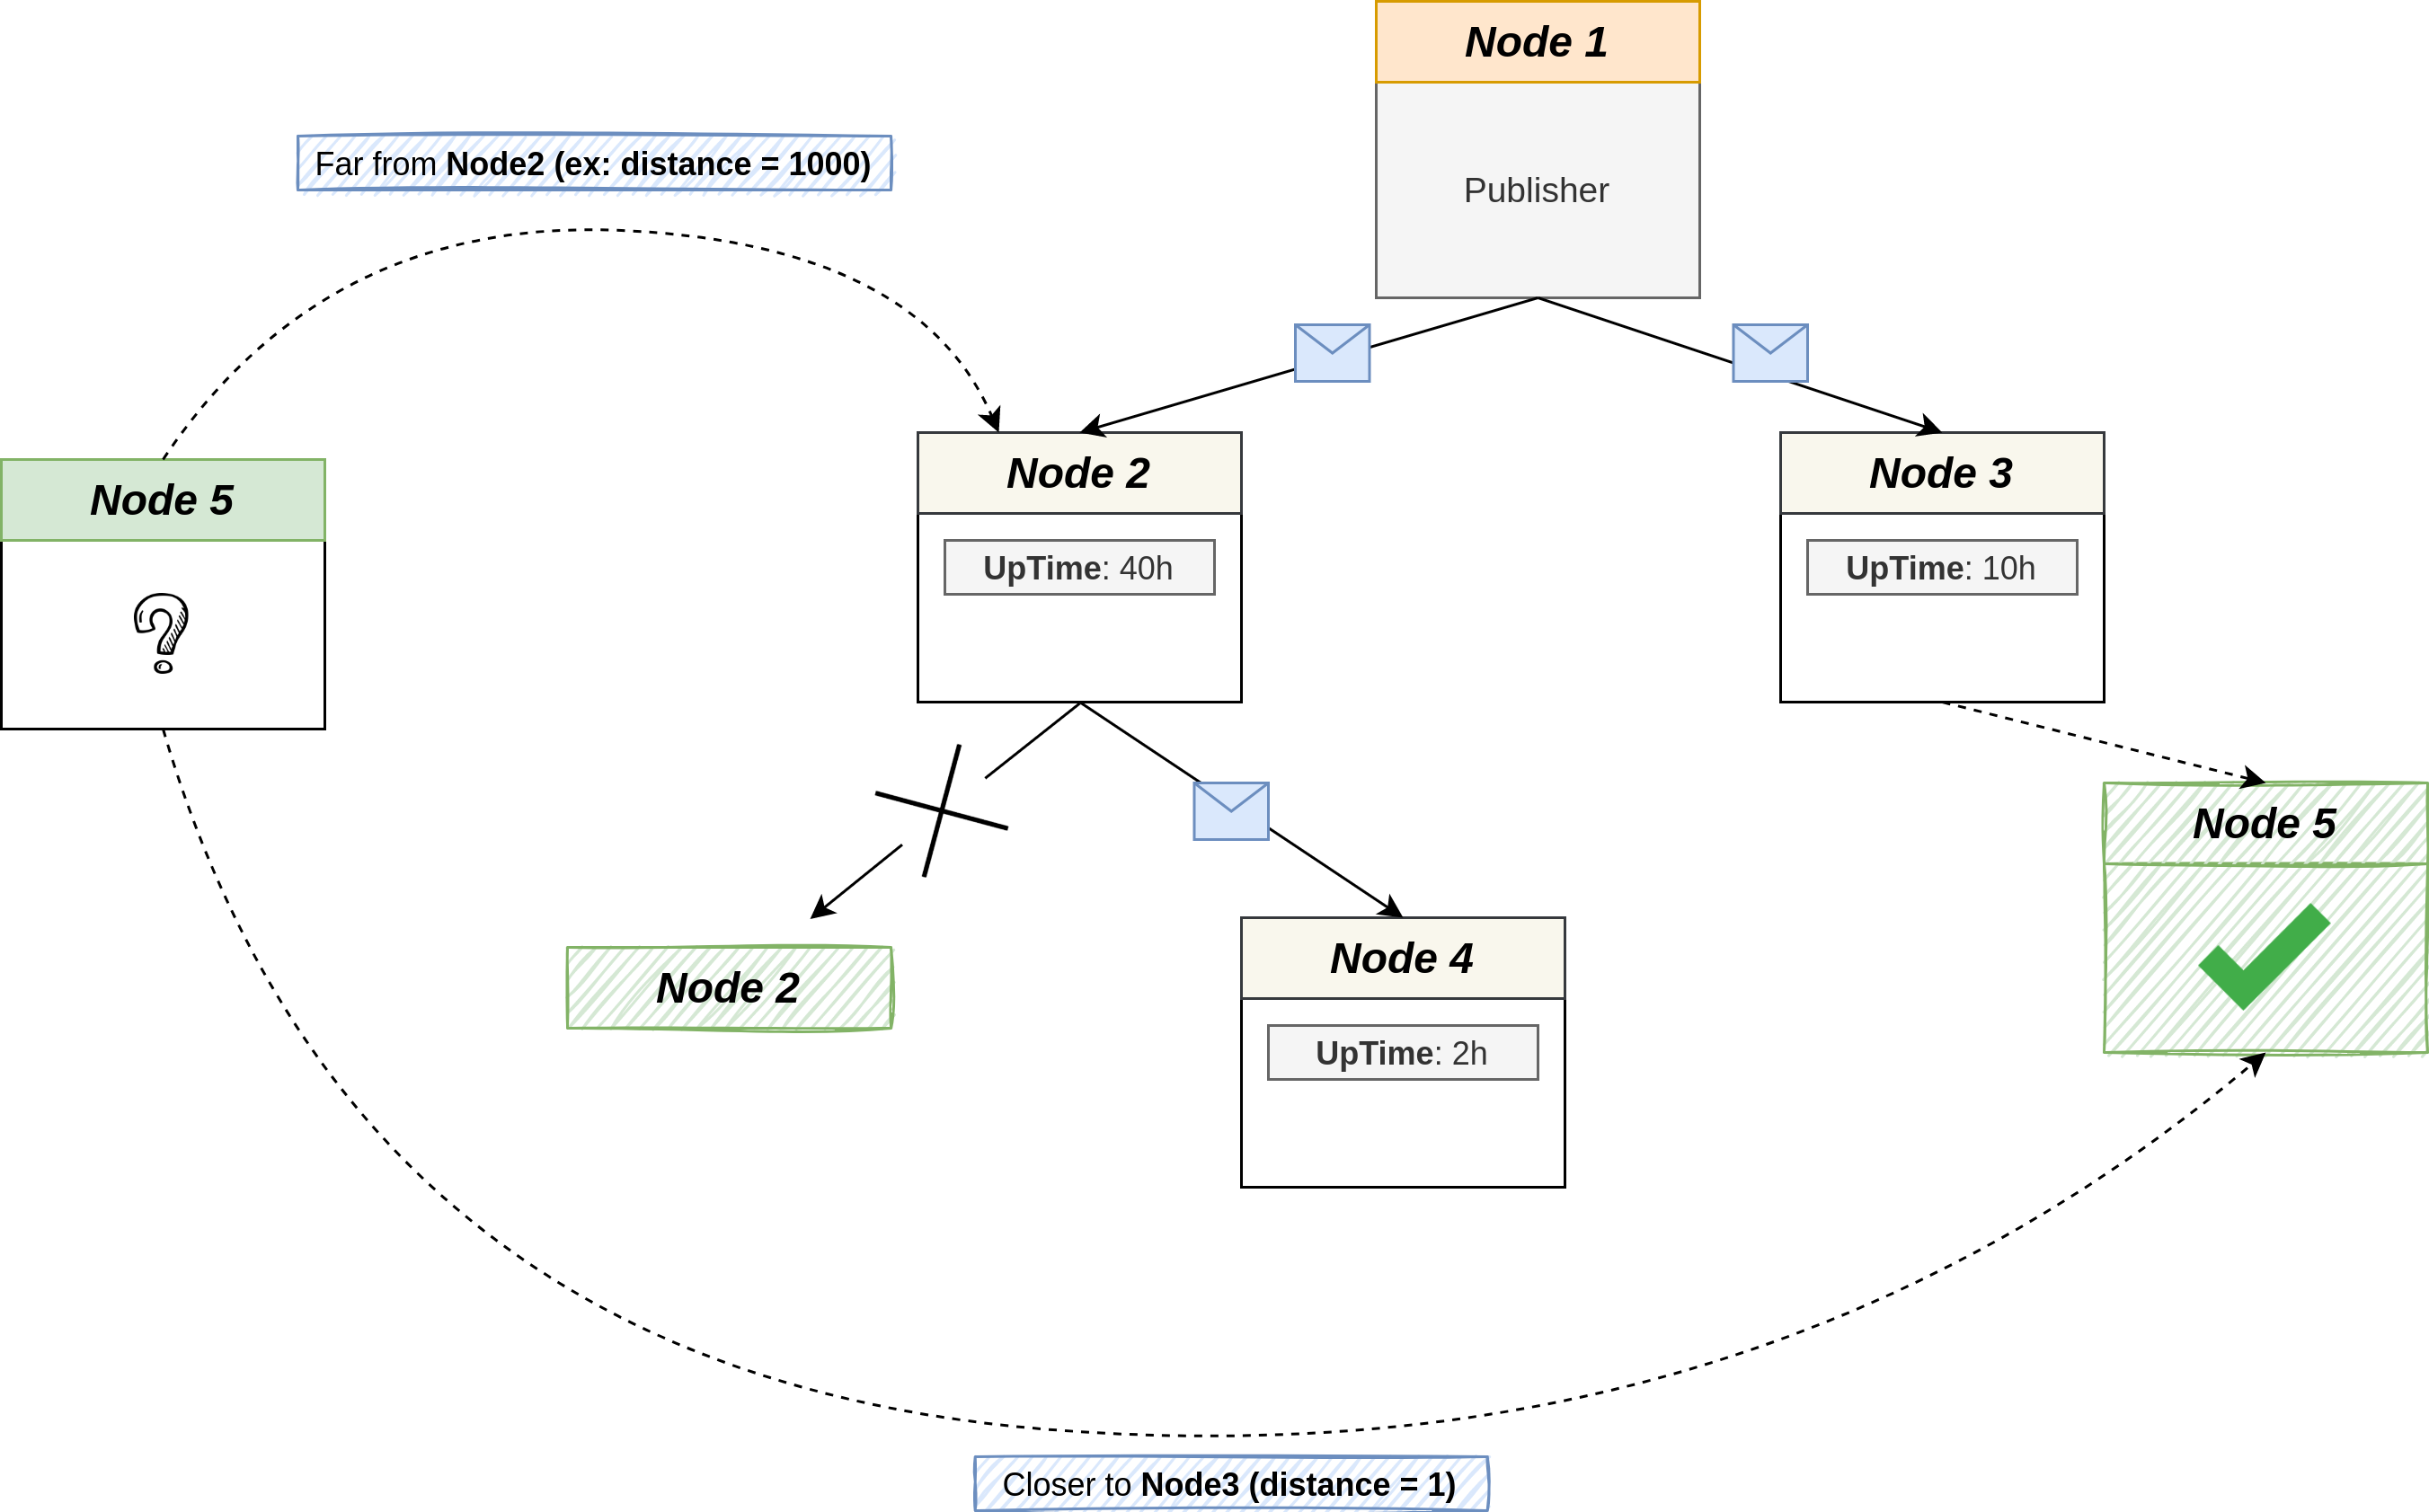 Node 1
Publisher
Far from Node2 (ex: distance = 1000)
Node 5
?
Node 2
UpTime: 40h
Node 3
UpTime: 10h
Node 5
Node 2
Node 4
UpTime: 2h
Closer to Node3 (distance = 1)